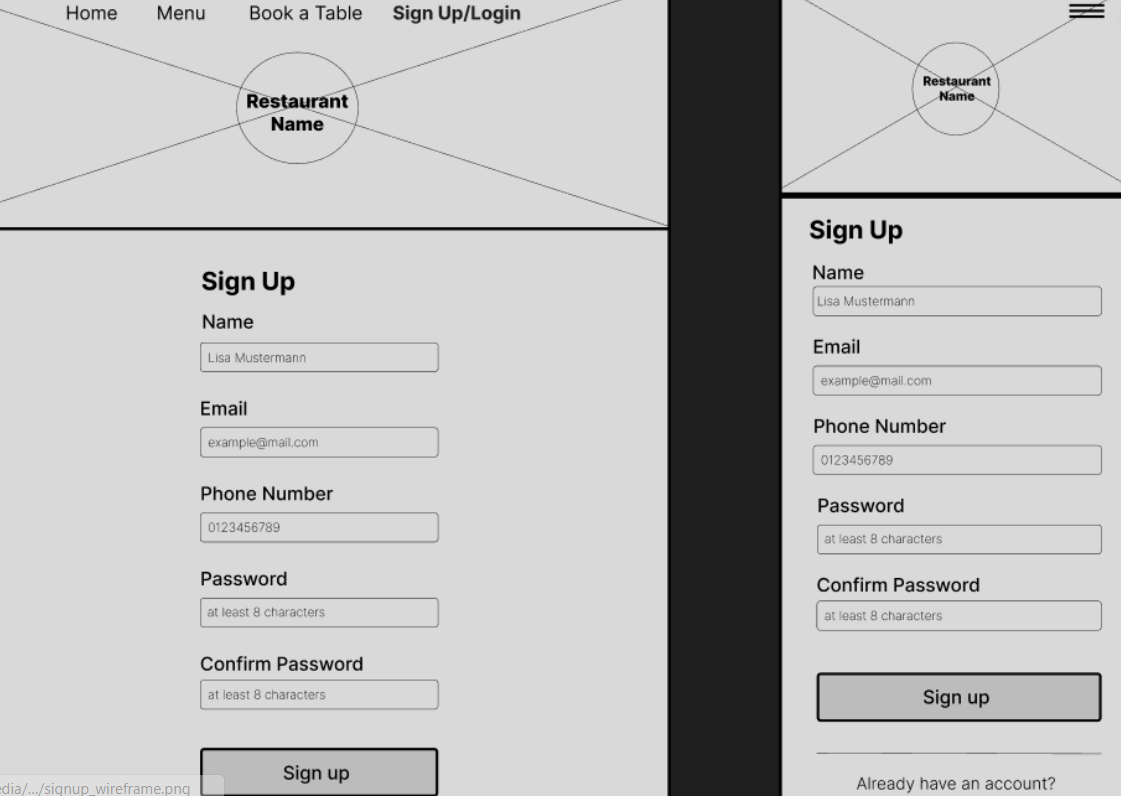 Home Menu Book a Table Sign Up/Login
Restaurant
Name
Sign Up
Name
Lisa Mustermann
Email
example@mail.com
Phone Number
0123456789
Password
at least 8 characters
Confirm Password
at least 8 characters
Sign up
edia/.../signup_wireframe.png
Restaurant
Name
Sign Up
Name
Lisa Mustermann
Email
example@mail.com
Phone Number
0123456789
Password
at least 8 characters
Confirm Password
at least 8 characters
Sign up
Already have an account?